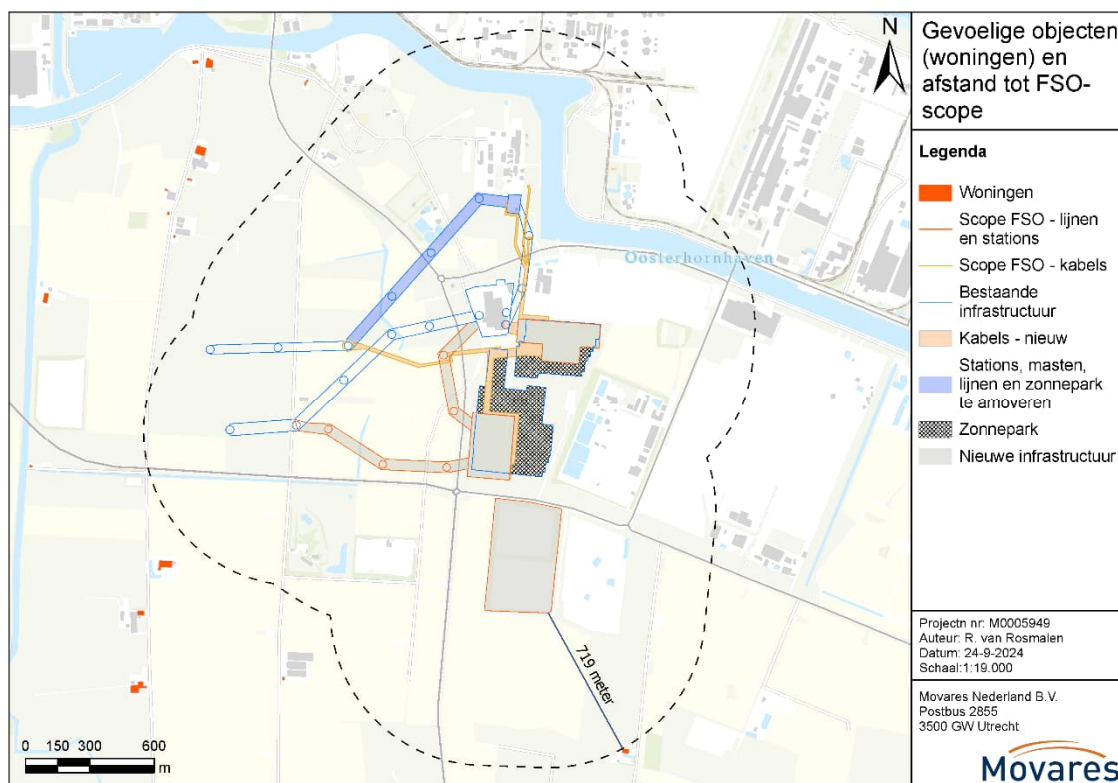 Gevoelige objecten
(woningen) en
afstand tot FSO-
scope
N
Legenda
Woningen
Scope FSO - lijnen
en stations
Scope FSO - kabels
Bestaande
infrastructuur
Kabels - nieuw
Stations, masten,
lijnen en zonnepark
te amoveren
Zonnepark
Nieuwe infrastructuur
Oosterhornhaven
719 meter
0 150 300 600
m
Projectn nr: M0005949
Auteur: R. van Rosmalen
Datum: 24-9-2024
Schaal:1:19.000
Movares Nederland B.V.
Postbus 2855
3500 GW Utrecht
Movares